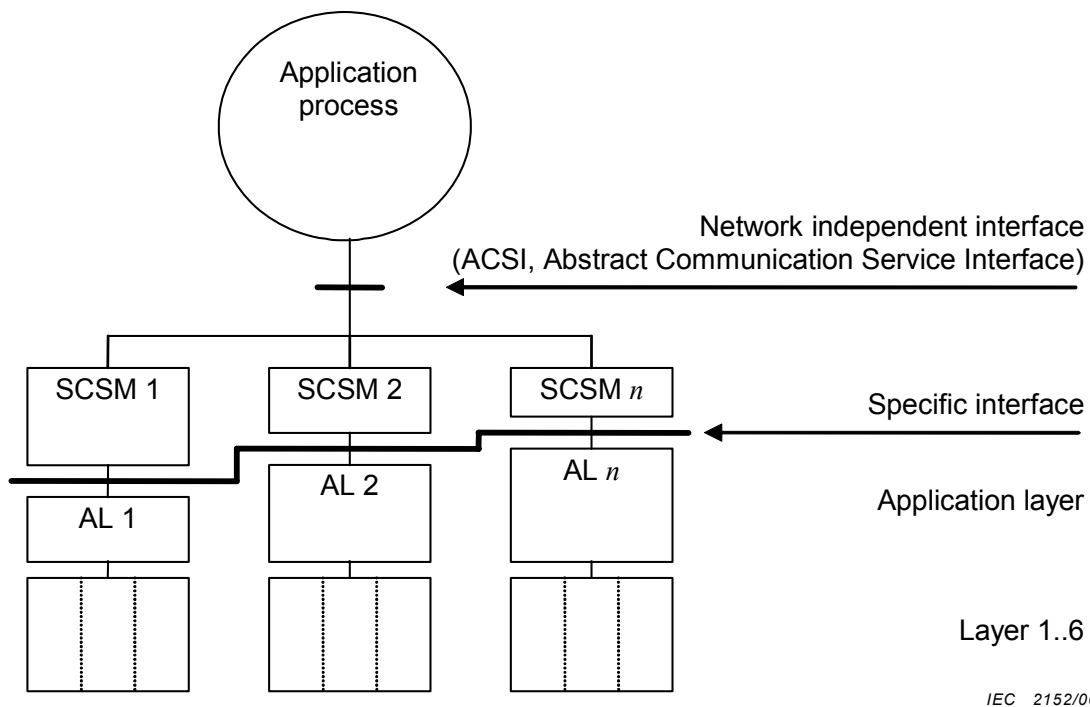 Application
process
Network independent interface
(ACSI, Abstract Communication Service Interface)
SCSM 1
SCSM 2
SCSM n
Specific interface
AL 1
AL 2
AL n
Application layer
Layer 1..6
IEC 2152/0